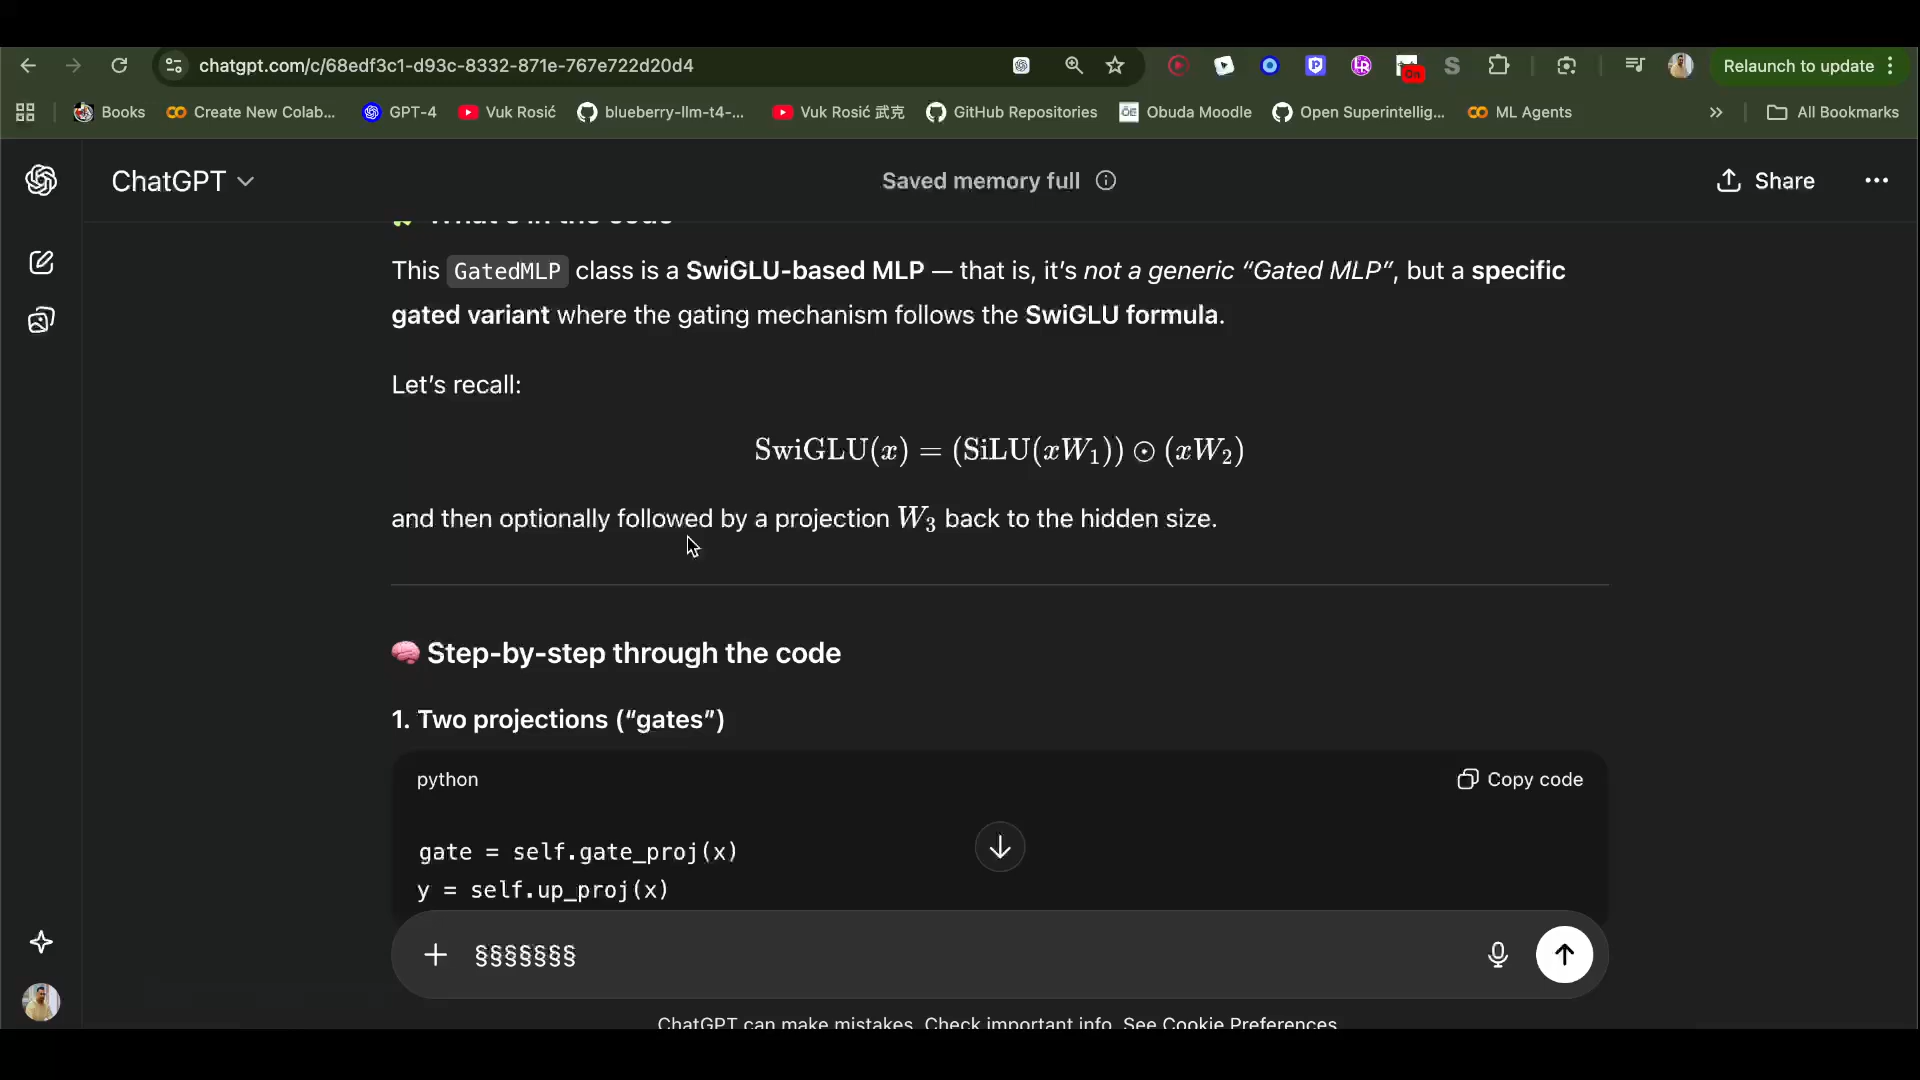 chatgpt.com/c/68edf3c1-d93c-8332-871e-767e722d20d4
On
Relaunch to update
Books
Create New Colab...
GPT-4
Vuk Rosić
blueberry-llm-t4-...
Vuk Rosić 武克
GitHub Repositories
Obuda Moodle
Open Superintellig...
ML Agents
All Bookmarks
ChatGPT
Saved memory full
Share
What's in the code
This GatedMLP class is a SwiGLU-based MLP — that is, it's not a generic “Gated MLP”, but a specific
gated variant where the gating mechanism follows the SwiGLU formula.
Let's recall:
SwiGLU(x) = (SiLU(xW₁)) ⊙ (xW₂)
and then optionally followed by a projection W₃ back to the hidden size.
🧠 Step-by-step through the code
1. Two projections (“gates”)
python
Copy code
gate = self.gate_proj(x)
y = self.up_proj(x)
§§§§§§§
ChatGPT can make mistakes. Check important info. See Cookie Preferences.